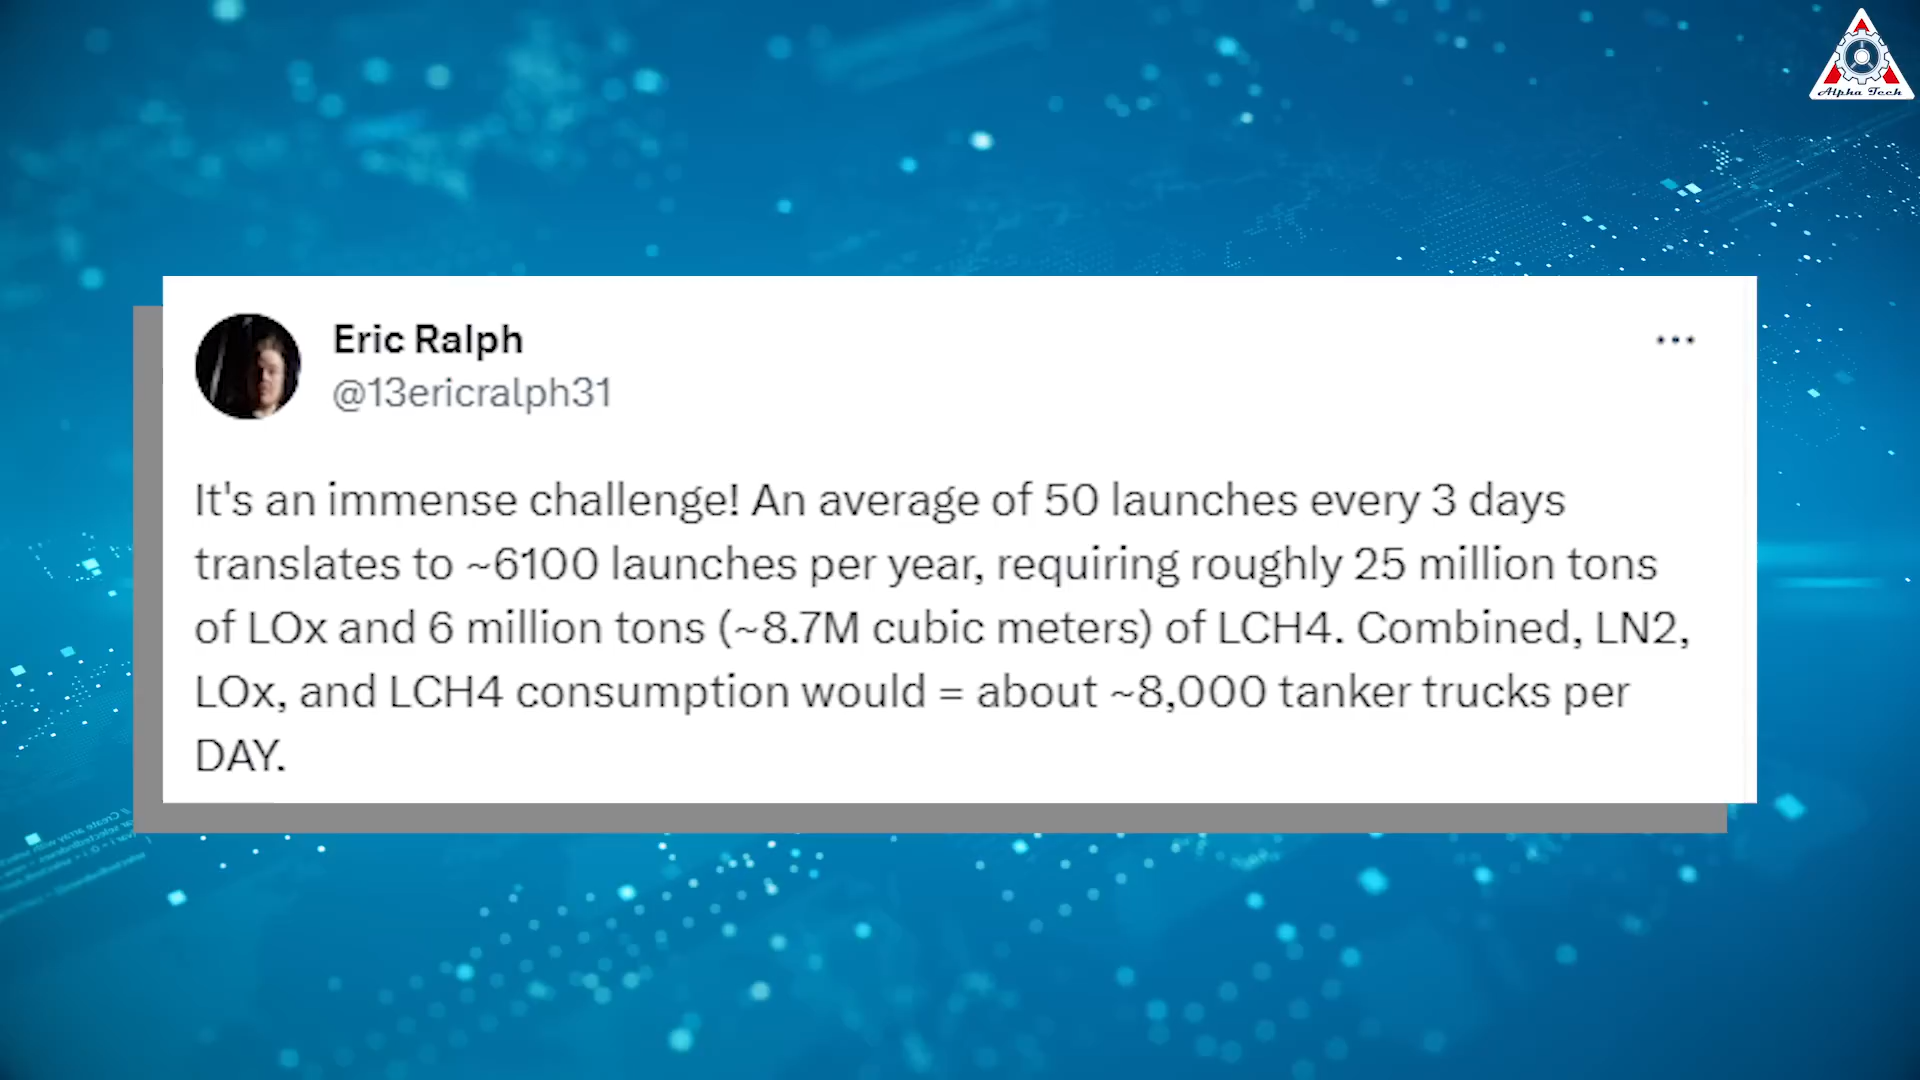 Alpha Tech
Eric Ralph
@13ericralph31
It's an immense challenge! An average of 50 launches every 3 days
translates to ~6100 launches per year, requiring roughly 25 million tons
of LOx and 6 million tons (~8.7M cubic meters) of LCH4. Combined, LN2,
LOx, and LCH4 consumption would = about ~8,000 tanker trucks per
DAY.